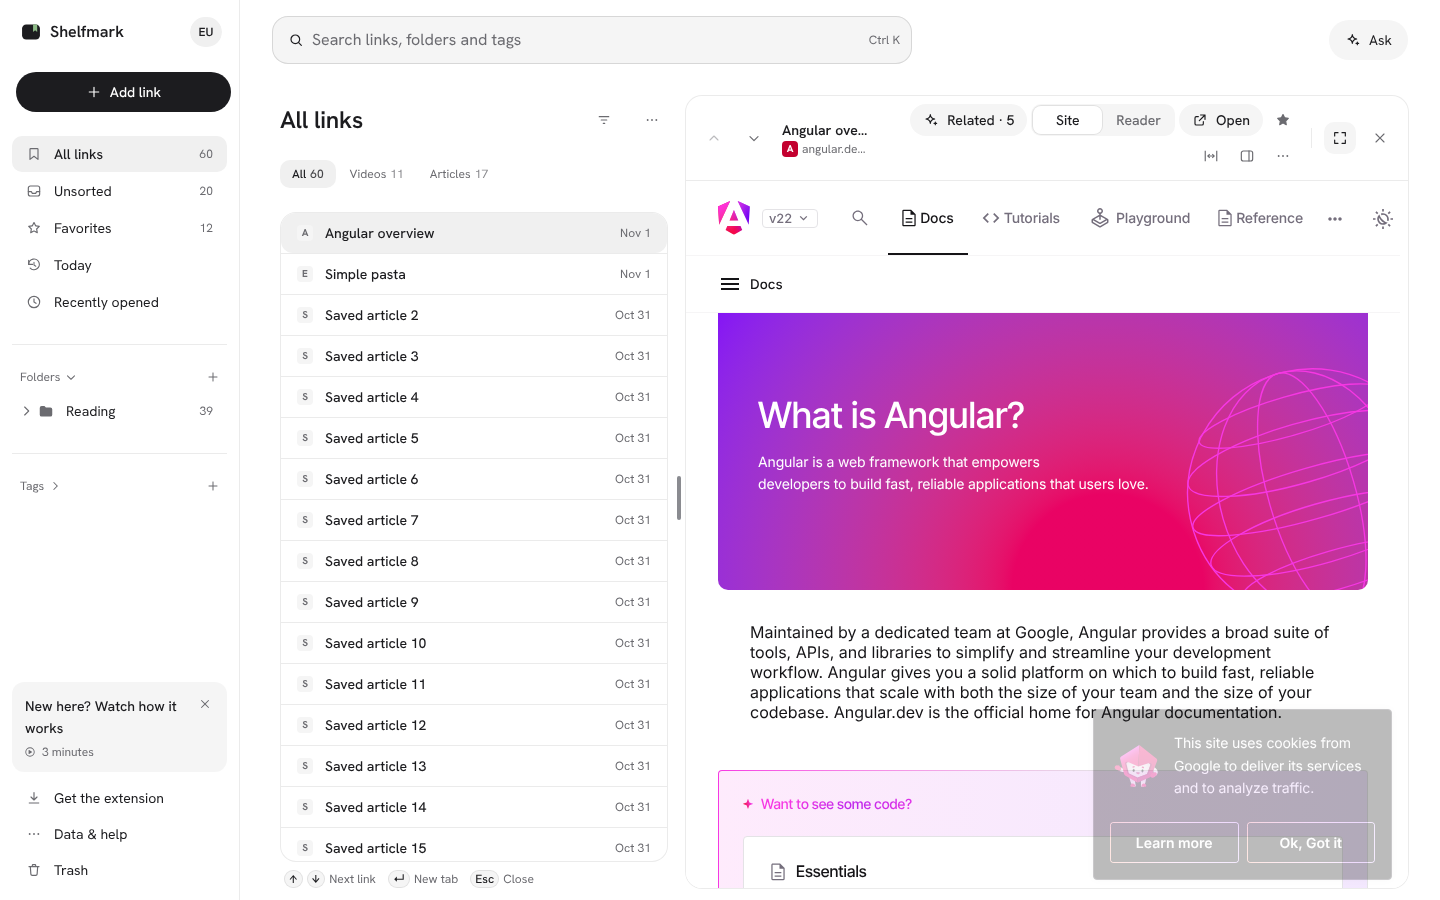 Shelfmark
EU
Add link
All links 60
Unsorted 20
Favorites 12
Today
Recently opened
Folders
Reading 39
Tags
New here? Watch how it
works
3 minutes
Get the extension
Data & help
Trash
Search links, folders and tags Ctrl K
Ask
All links
All 60 Videos 11 Articles 17
A Angular overview Nov 1
E Simple pasta Nov 1
S Saved article 2 Oct 31
S Saved article 3 Oct 31
S Saved article 4 Oct 31
S Saved article 5 Oct 31
S Saved article 6 Oct 31
S Saved article 7 Oct 31
S Saved article 8 Oct 31
S Saved article 9 Oct 31
S Saved article 10 Oct 31
S Saved article 11 Oct 31
S Saved article 12 Oct 31
S Saved article 13 Oct 31
S Saved article 14 Oct 31
S Saved article 15 Oct 31
Next link New tab Esc Close
Angular ove...
A angular.de...
Related · 5 Site Reader Open
v22 Docs Tutorials Playground Reference
Docs
What is Angular?
Angular is a web framework that empowers
developers to build fast, reliable applications that users love.
Maintained by a dedicated team at Google, Angular provides a broad suite of
tools, APIs, and libraries to simplify and streamline your development
workflow. Angular gives you a solid platform on which to build fast, reliable
applications that scale with both the size of your team and the size of your
codebase. Angular.dev is the official home for Angular documentation.
Want to see some code?
Essentials
This site uses cookies from
Google to deliver its services
and to analyze traffic.
Learn more Ok, Got it